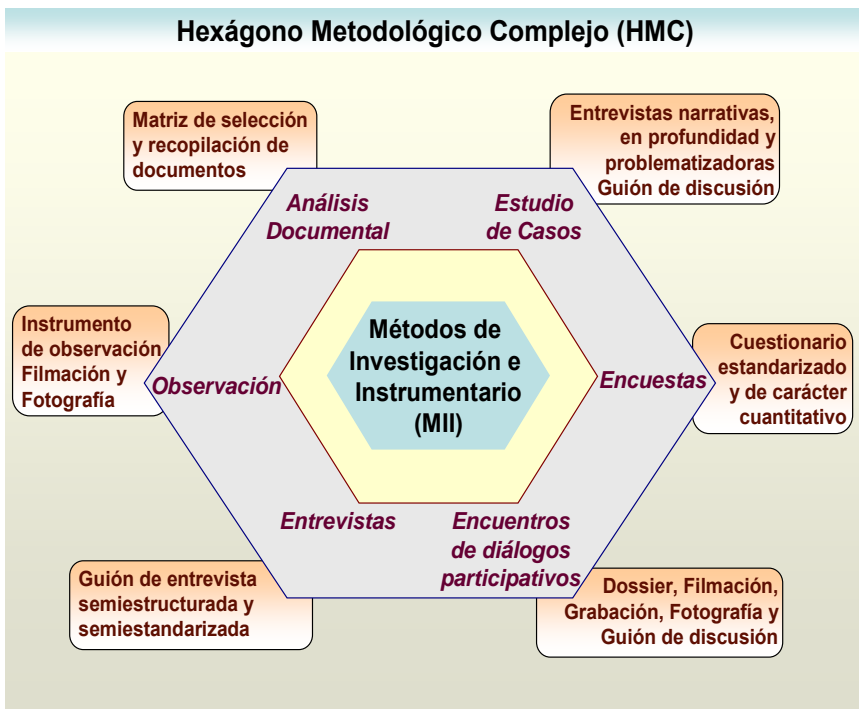 Hexágono Metodológico Complejo (HMC)
Matriz de selección
y recopilación de
documentos
Entrevistas narrativas,
en profundidad y
problematizadoras
Guión de discusión
Análisis
Documental
Estudio
de Casos
Instrumento
de observación
Filmación y
Fotografía
Observación
Métodos de
Investigación e
Instrumentario
(MII)
Encuestas
Cuestionario
estandarizado
y de carácter
cuantitativo
Entrevistas
Encuentros
de diálogos
participativos
Guión de entrevista
semiestructurada y
semiestandarizada
Dossier, Filmación,
Grabación, Fotografía y
Guión de discusión